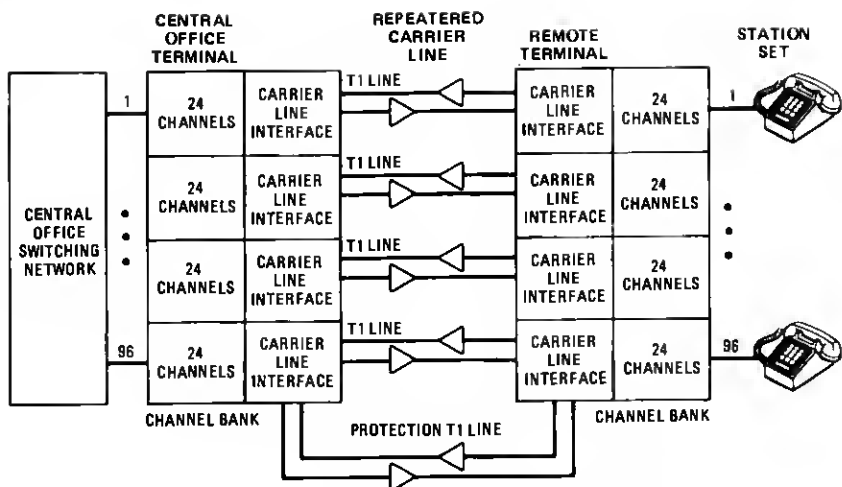 CENTRAL
OFFICE
TERMINAL
REPEATERED
CARRIER
LINE
REMOTE
TERMINAL
STATION
SET
CENTRAL
OFFICE
SWITCHING
NETWORK
1
96
24
CHANNELS
CARRIER
LINE
INTERFACE
T1 LINE
CARRIER
LINE
INTERFACE
24
CHANNELS
1
24
CHANNELS
CARRIER
LINE
INTERFACE
T1 LINE
CARRIER
LINE
INTERFACE
24
CHANNELS
24
CHANNELS
CARRIER
LINE
INTERFACE
T1 LINE
CARRIER
LINE
INTERFACE
24
CHANNELS
24
CHANNELS
CARRIER
LINE
INTERFACE
T1 LINE
CARRIER
LINE
INTERFACE
24
CHANNELS
96
CHANNEL BANK
PROTECTION T1 LINE
CHANNEL BANK